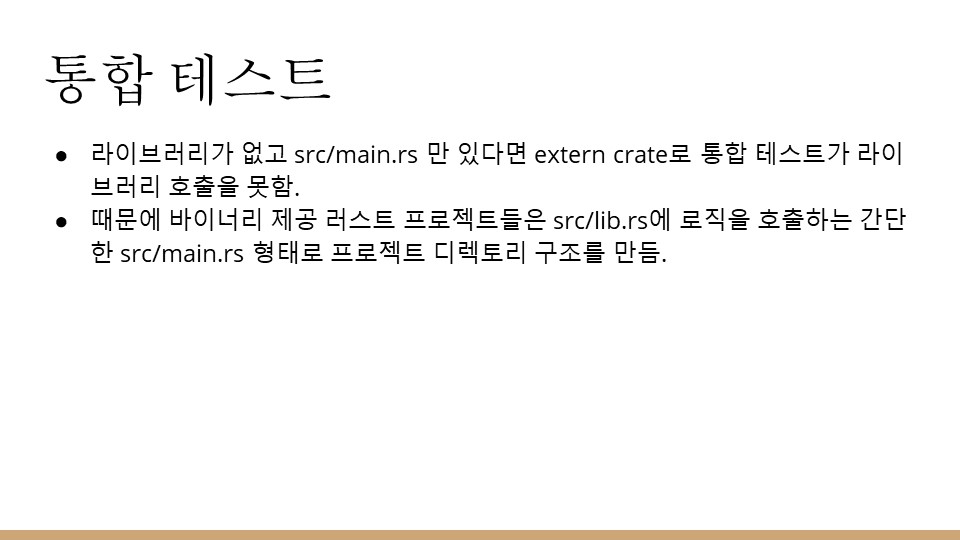 통합 테스트
● 라이브러리가 없고 src/main.rs 만 있다면 extern crate로 통합 테스트가 라이
브러리 호출을 못함.
● 때문에 바이너리 제공 러스트 프로젝트들은 src/lib.rs에 로직을 호출하는 간단
한 src/main.rs 형태로 프로젝트 디렉토리 구조를 만듬.